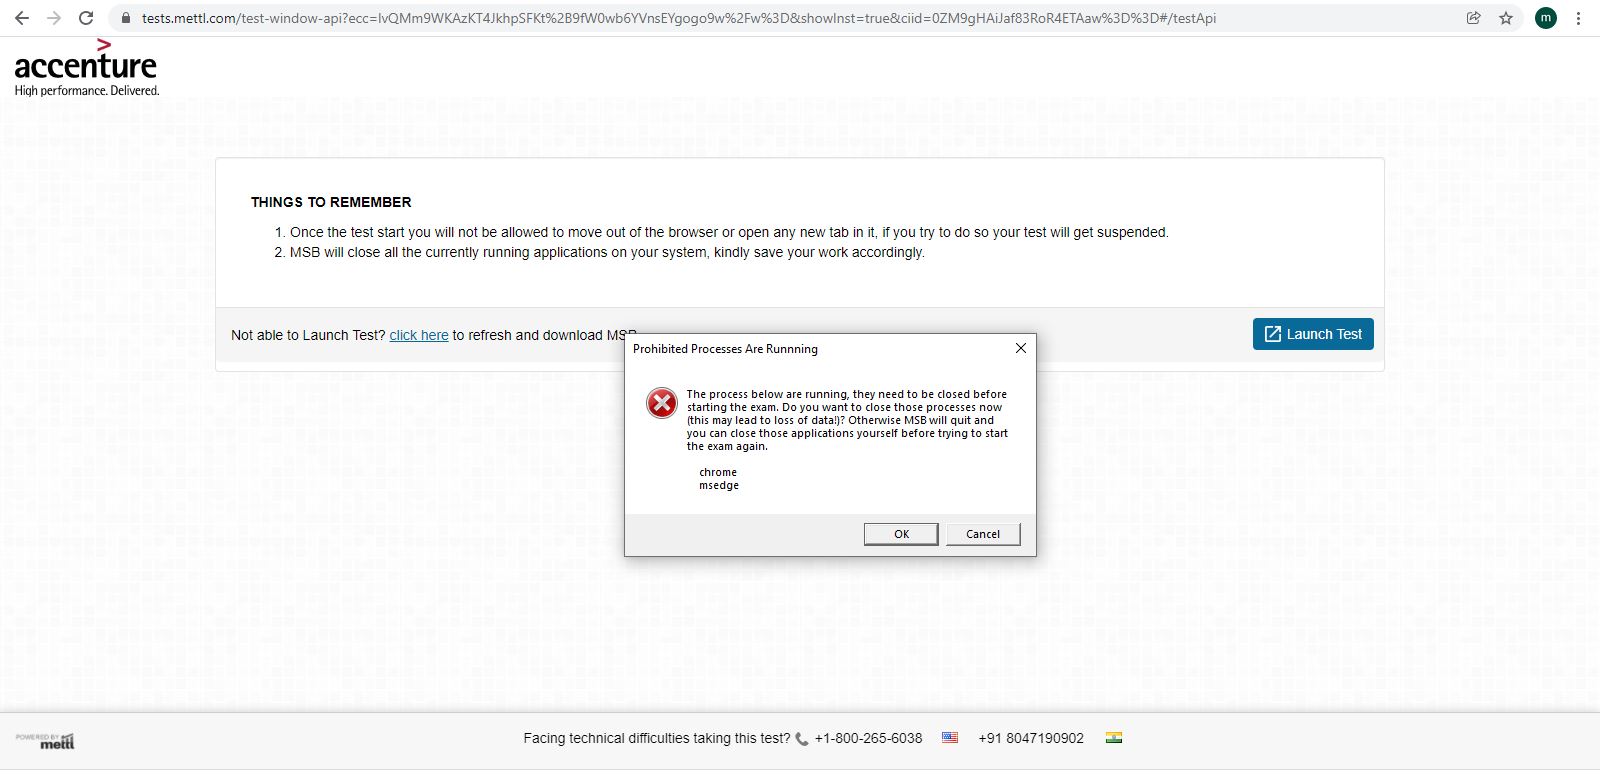 tests.mettl.com/test-window-api?ecc=IvQMm9WKAzKT4JkhpSFKt%2B9fW0wb6YVnsEYgogo9w%2Fw%3D&showInst=true&ciid=0ZM9gHAiJaf83RoR4ETAaw%3D%3D#/testApi
m
>
accenture
High performance. Delivered.
THINGS TO REMEMBER
1. Once the test start you will not be allowed to move out of the browser or open any new tab in it, if you try to do so your test will get suspended.
2. MSB will close all the currently running applications on your system, kindly save your work accordingly.
Not able to Launch Test? click here to refresh and download MSB
Launch Test
Prohibited Processes Are Runnning
The process below are running, they need to be closed before
starting the exam. Do you want to close those processes now
(this may lead to loss of data!)? Otherwise MSB will quit and
you can close those applications yourself before trying to start
the exam again.
chrome
msedge
OK
Cancel
POWERED BY
mettl
Facing technical difficulties taking this test? +1-800-265-6038 +91 8047190902